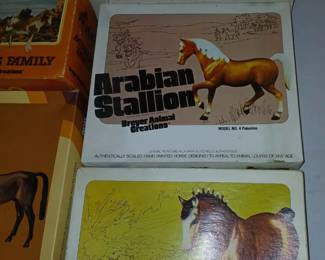 FAMILY
Arabian
Stallion
Breyer Animal
Creations
MODEL NO. 4 Palomino
AUTHENTICALLY SCALED HAND PAINTED HORSE DESIGNED TO APPEAL TO ANIMAL LOVERS OF ANY AGE.